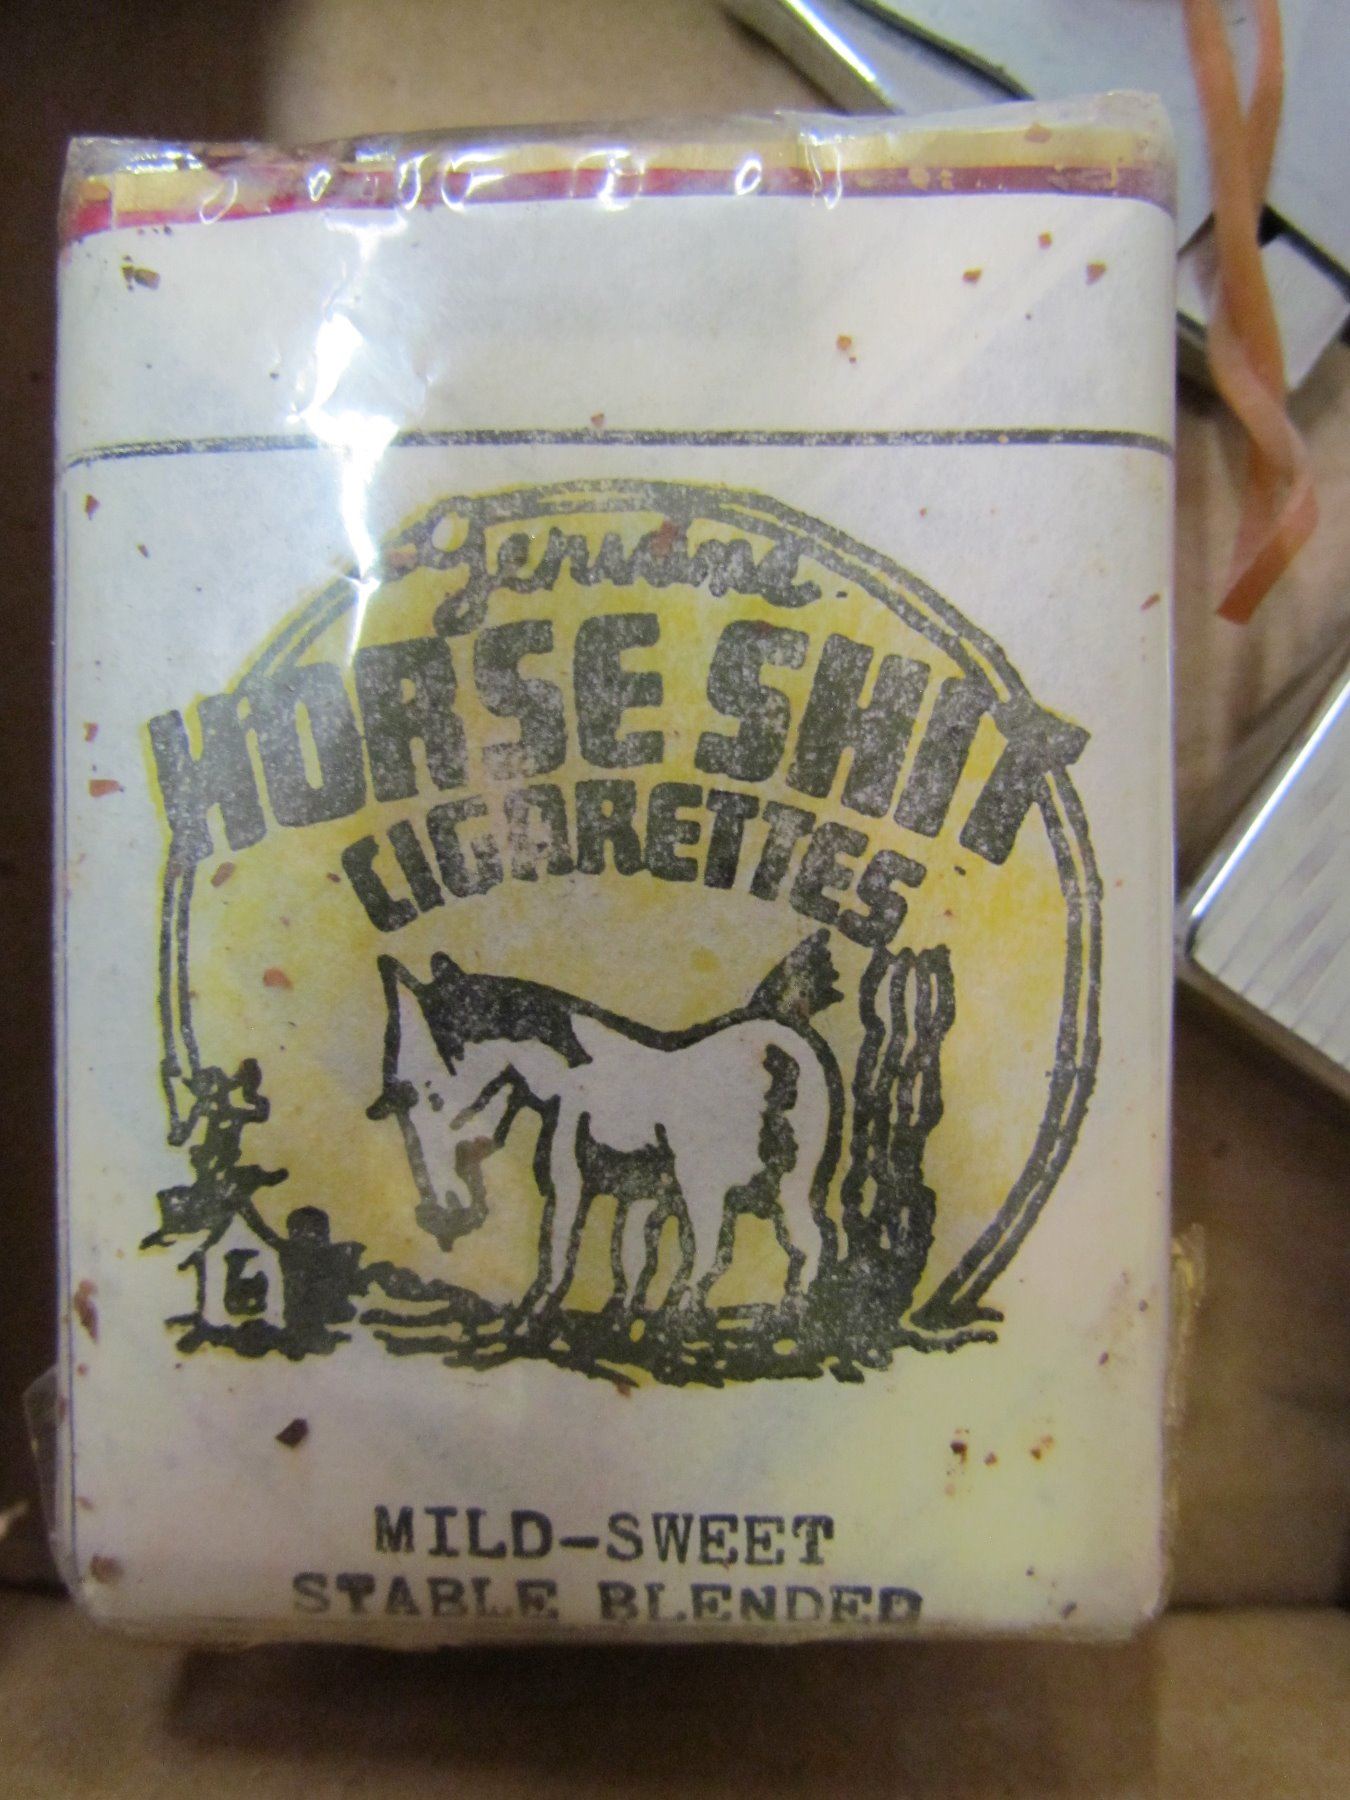 Genuine
HORSE SHIT
CIGARETTES
MILD-SWEET
STABLE BLENDED